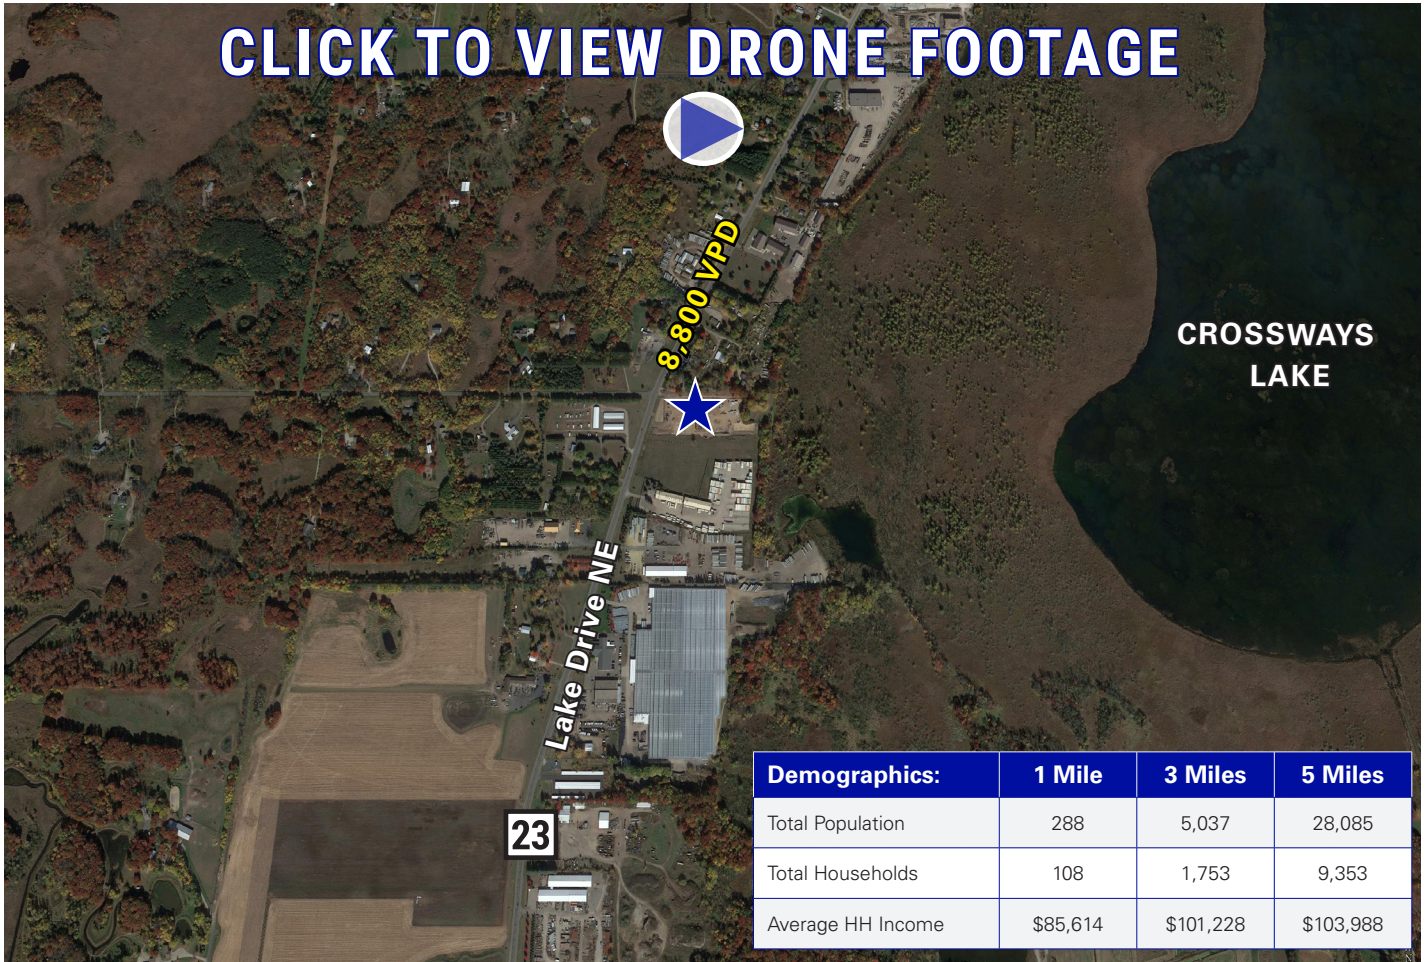 CLICK TO VIEW DRONE FOOTAGE
8,800 VPD
CROSSWAYS
LAKE
Lake Drive NE
23
Demographics: 1 Mile 3 Miles 5 Miles
Total Population 288 5,037 28,085
Total Households 108 1,753 9,353
Average HH Income $85,614 $101,228 $103,988